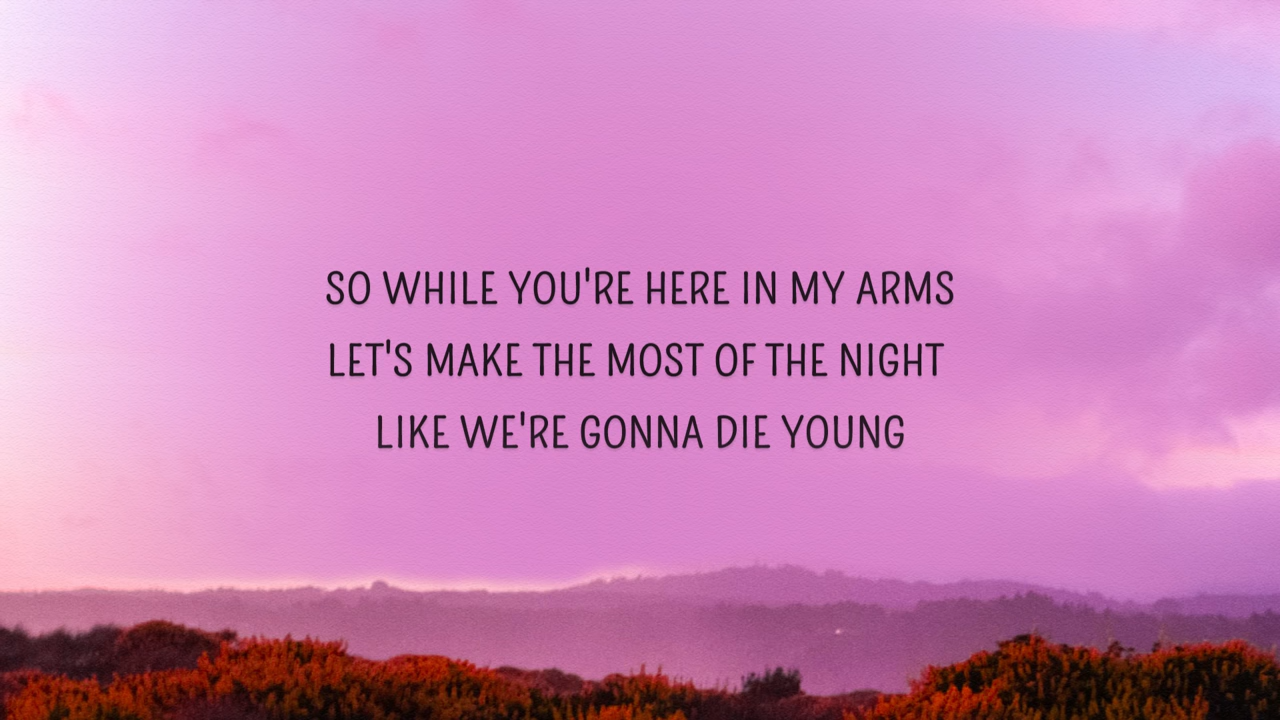 SO WHILE YOU'RE HERE IN MY ARMS
LET'S MAKE THE MOST OF THE NIGHT
LIKE WE'RE GONNA DIE YOUNG